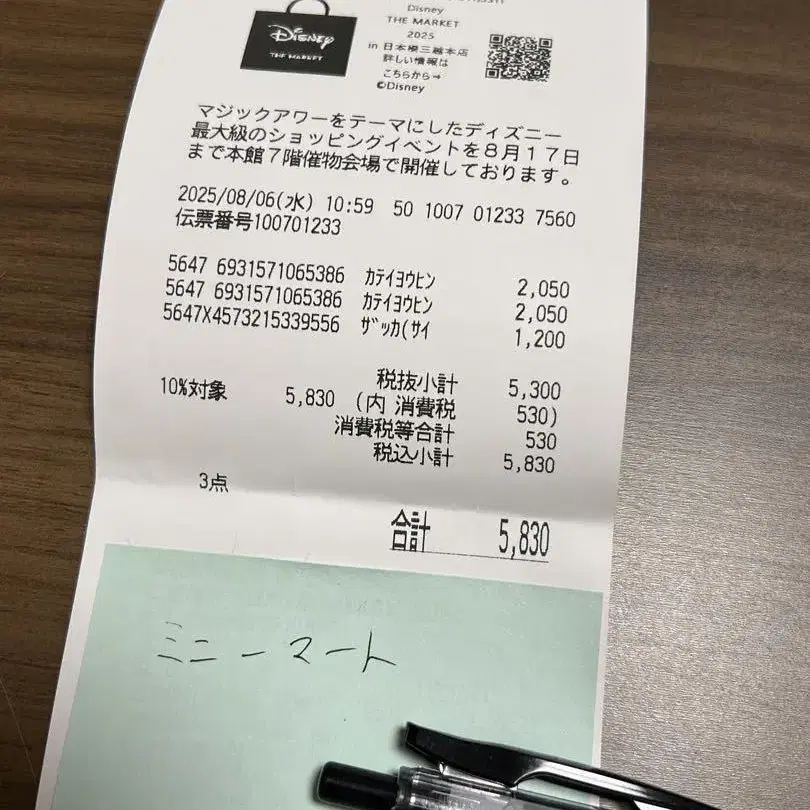 Disney
THE MARKET
Disney
THE MARKET
2025
in 日本橋三越本店
詳しい情報は
こちらから→
©Disney
マジックアワーをテーマにしたディズニー
最大級のショッピングイベントを8月17日
まで本館7階催物会場で開催しております。
2025/08/06(水) 10:59 50 1007 01233 7560
伝票番号100701233
5647 6931571065386 ｶﾃｲﾖｳﾋﾝ 2,050
5647 6931571065386 ｶﾃｲﾖｳﾋﾝ 2,050
5647X4573215339556 ｻﾞｯｶ(ｻｲ 1,200
税抜小計 5,300
10%対象 5,830 (内 消費税 530)
消費税等合計 530
税込小計 5,830
3点
合計 5,830
ミニーマート